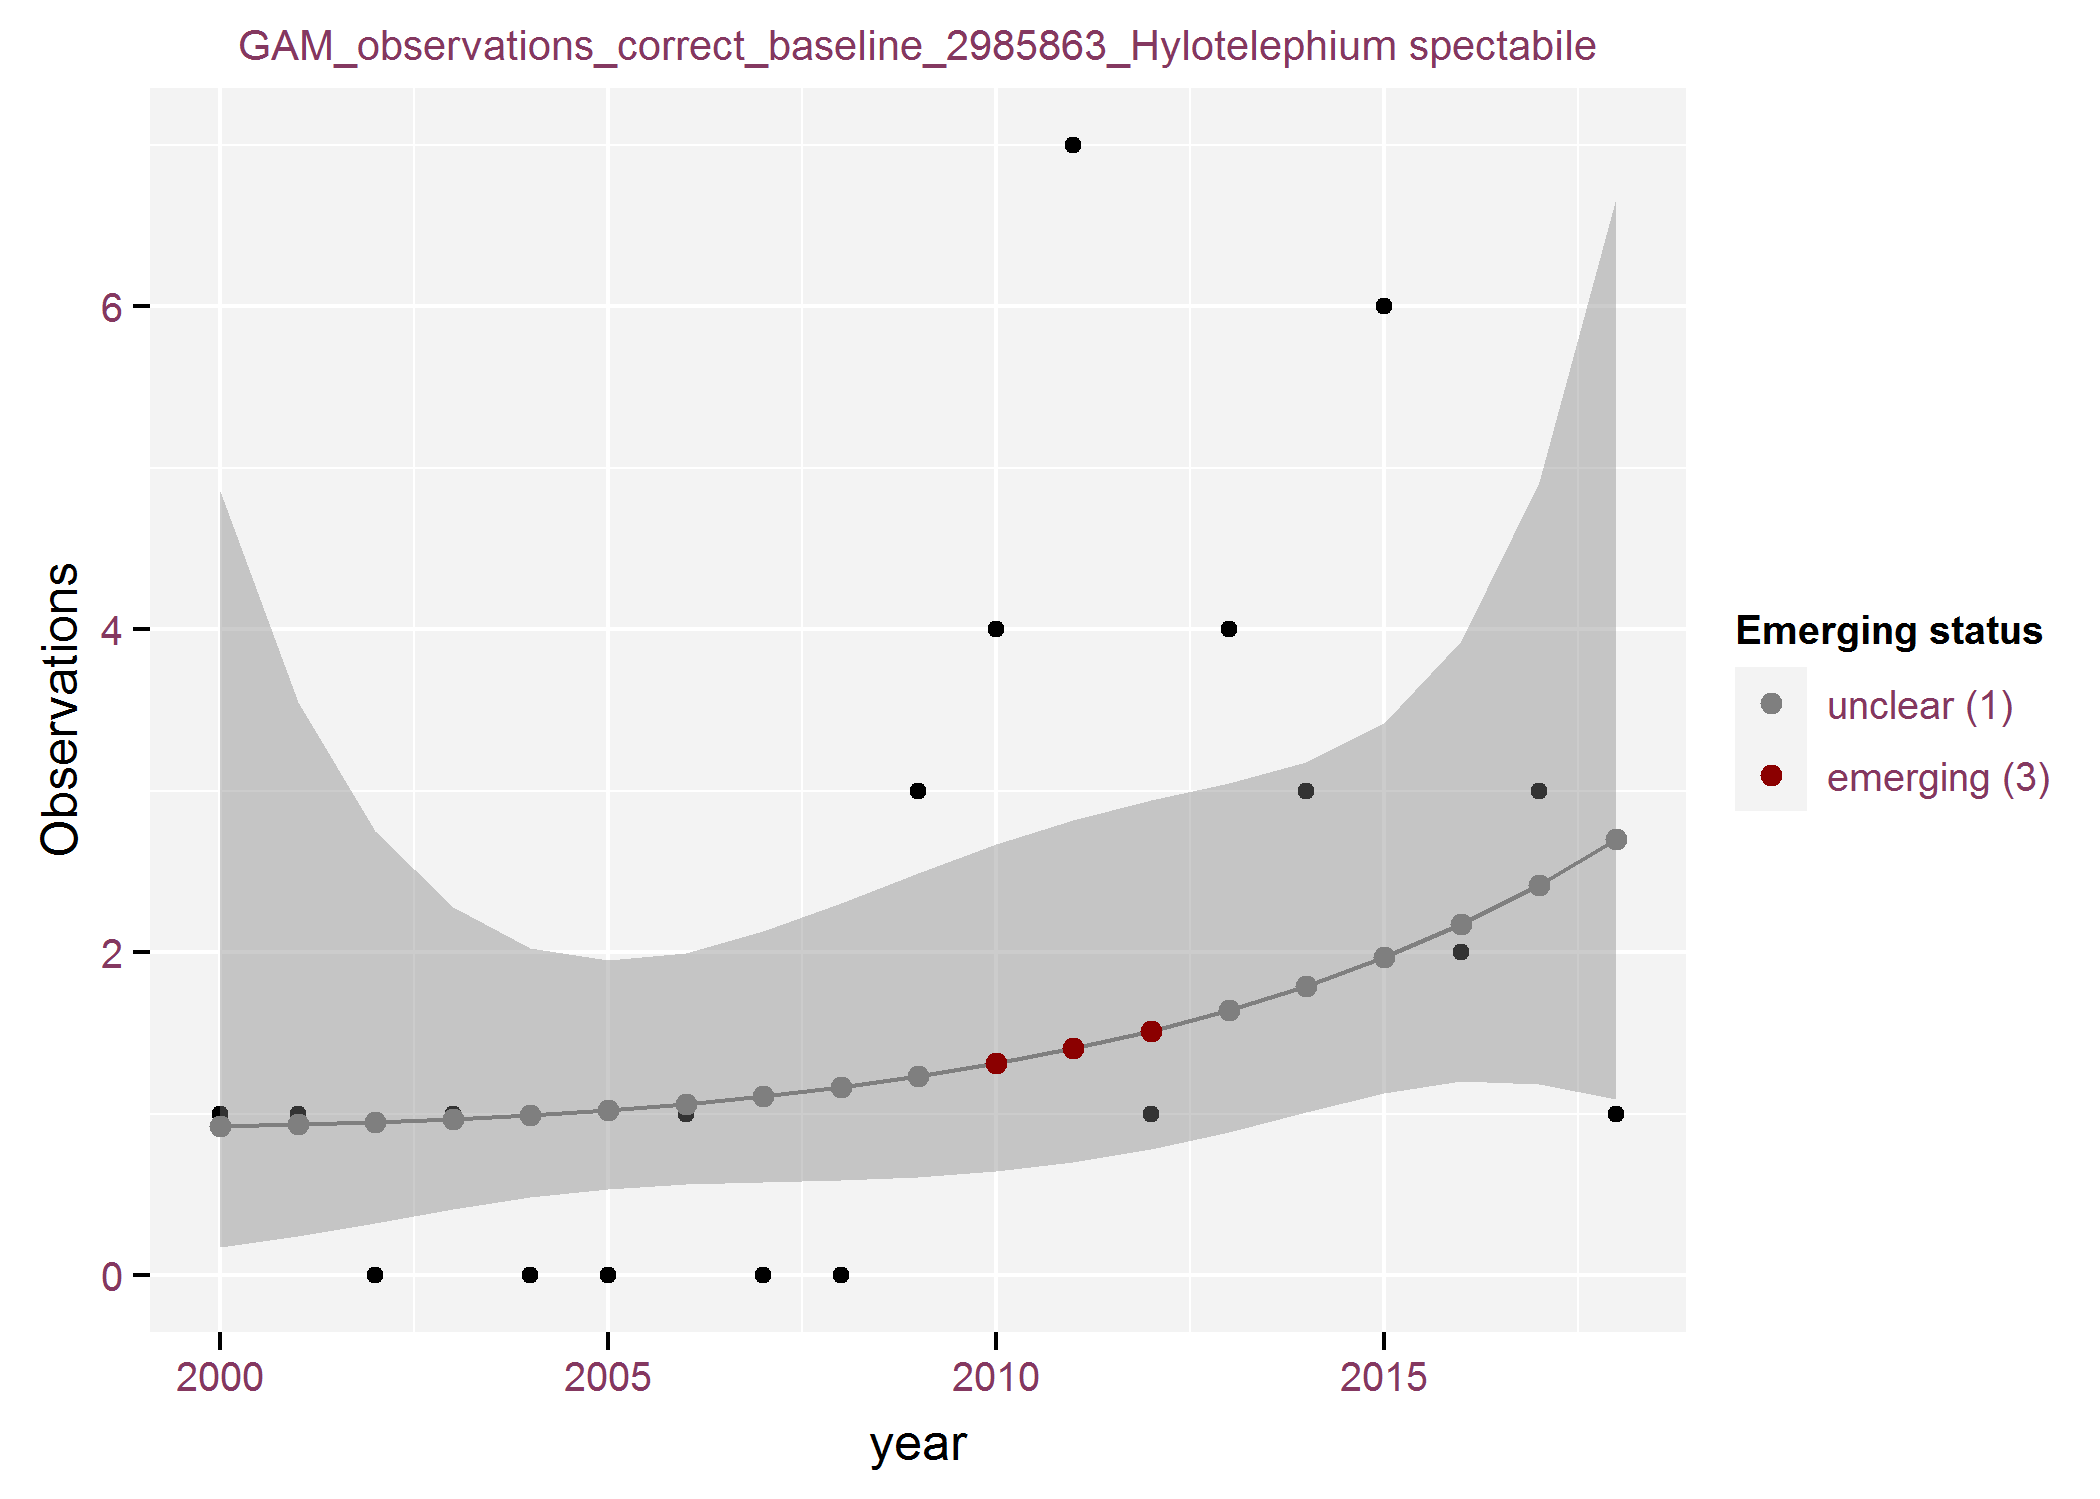 GAM_observations_correct_baseline_2985863_Hylotelephium spectabile
Observations
6
4
2
0
2000
2005
2010
2015
year
Emerging status
unclear (1)
emerging (3)